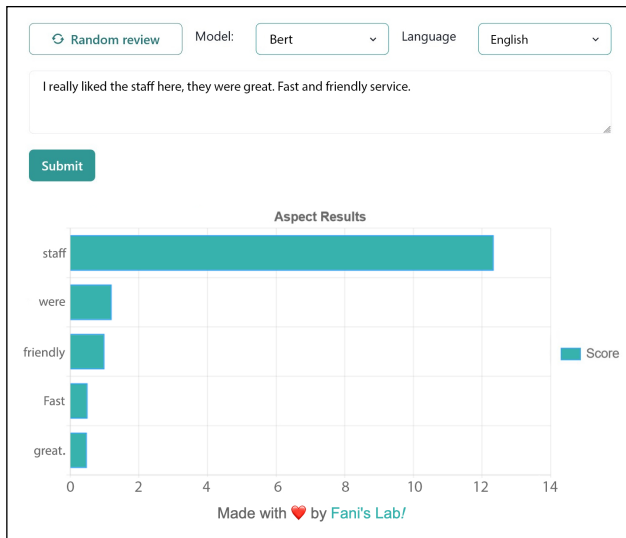 Random review
Model:
Bert
Language
English
I really liked the staff here, they were great. Fast and friendly service.
Submit
Aspect Results
staff
were
friendly
Fast
great.
Score
0 2 4 6 8 10 12 14
Made with ❤️ by Fani's Lab!